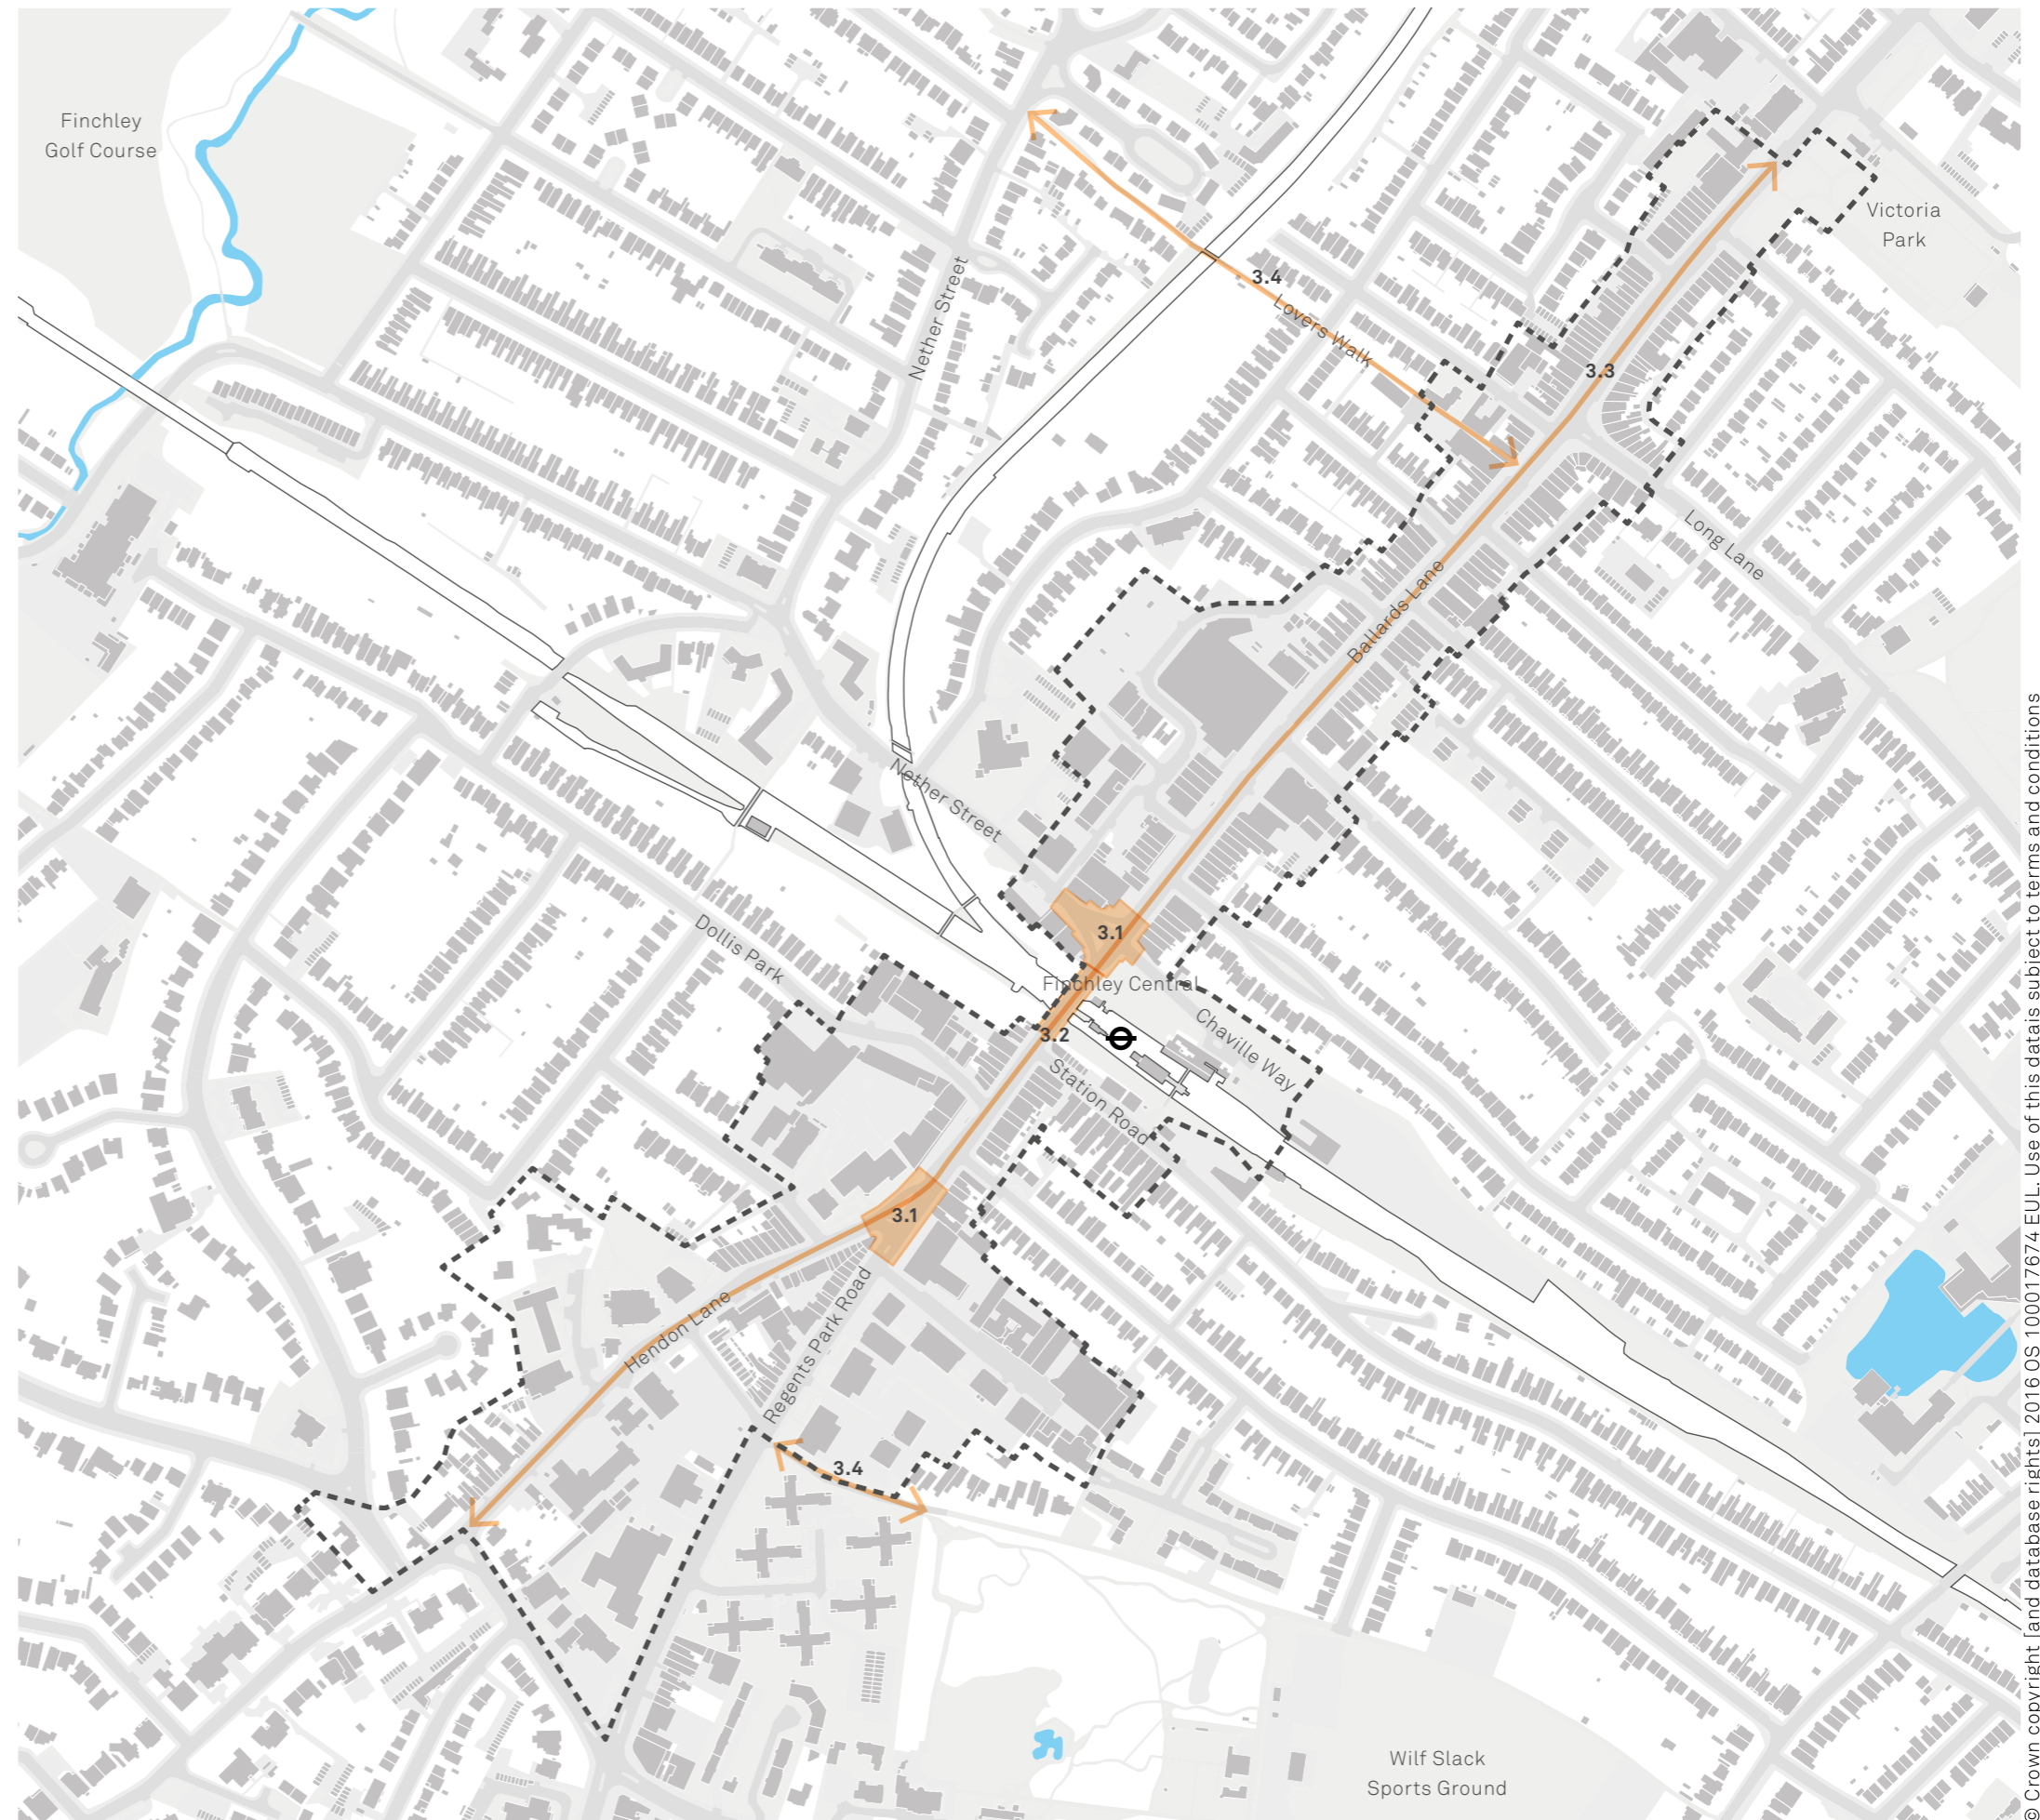 Finchley
Golf Course
Victoria
Park
Nether Street
3.4
Lovers Walk
3.3
Long Lane
Ballards Lane
Nether Street
Dollis Park
3.1
Finchley Central
3.2
Chaville Way
Station Road
3.1
Hendon Lane
Regents Park Road
3.4
Wilf Slack
Sports Ground
© Crown copyright [and database rights] 2016 OS 100017674 EUL. Use of this datais subject to terms and conditions